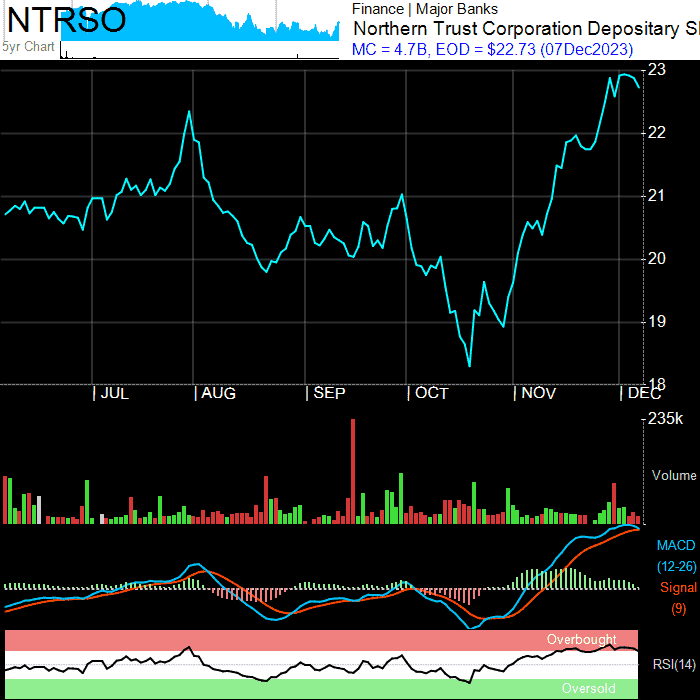 NTRSO
5yr Chart
Finance | Major Banks
Northern Trust Corporation Depositary S
MC = 4.7B, EOD = $22.73 (07Dec2023)
23
22
21
20
19
18
JUL
AUG
SEP
OCT
NOV
DEC
235k
Volume
MACD
(12-26)
Signal
(9)
Overbought
RSI(14)
Oversold